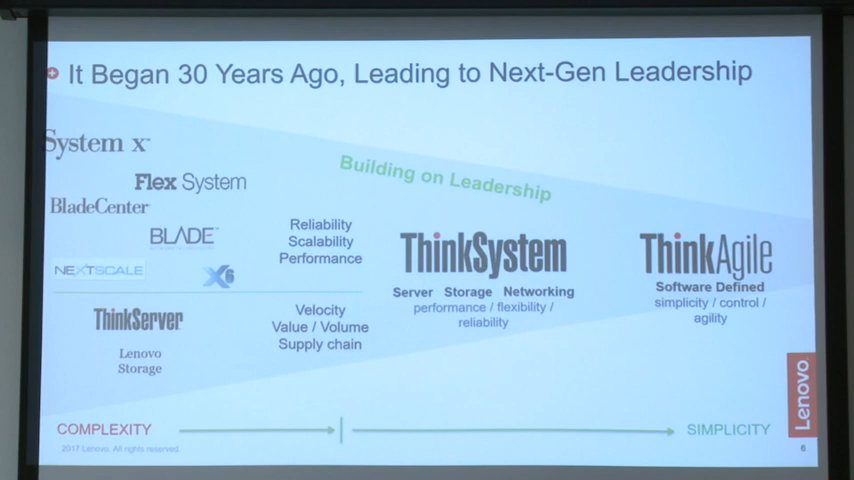 It Began 30 Years Ago, Leading to Next-Gen Leadership
System x™
Flex System
BladeCenter
BLADE
NEXTSCALE
X6
Building on Leadership
Reliability
Scalability
Performance
ThinkServer
Lenovo
Storage
Velocity
Value / Volume
Supply chain
ThinkSystem
Server Storage Networking
performance / flexibility /
reliability
ThinkAgile
Software Defined
simplicity / control /
agility
Lenovo
COMPLEXITY
SIMPLICITY
2017 Lenovo. All rights reserved.
6